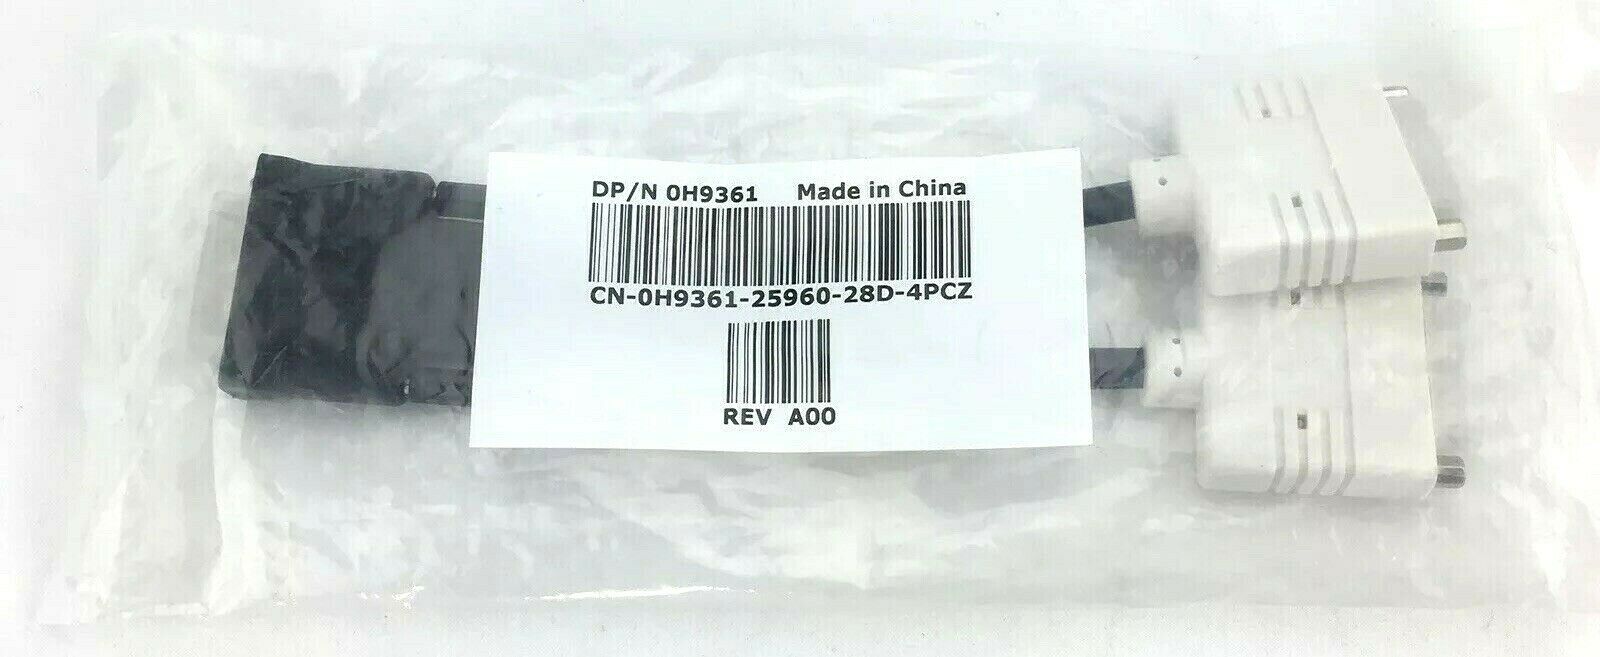 DP/N 0H9361 Made in China
CN-0H9361-25960-28D-4PCZ
REV A00